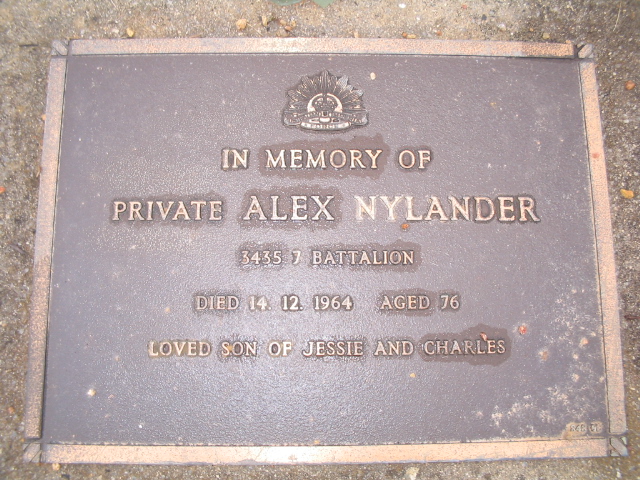 IN MEMORY OF
PRIVATE ALEX NYLANDER
3435 7 BATTALION
DIED 14. 12. 1964 AGED 76
LOVED SON OF JESSIE AND CHARLES